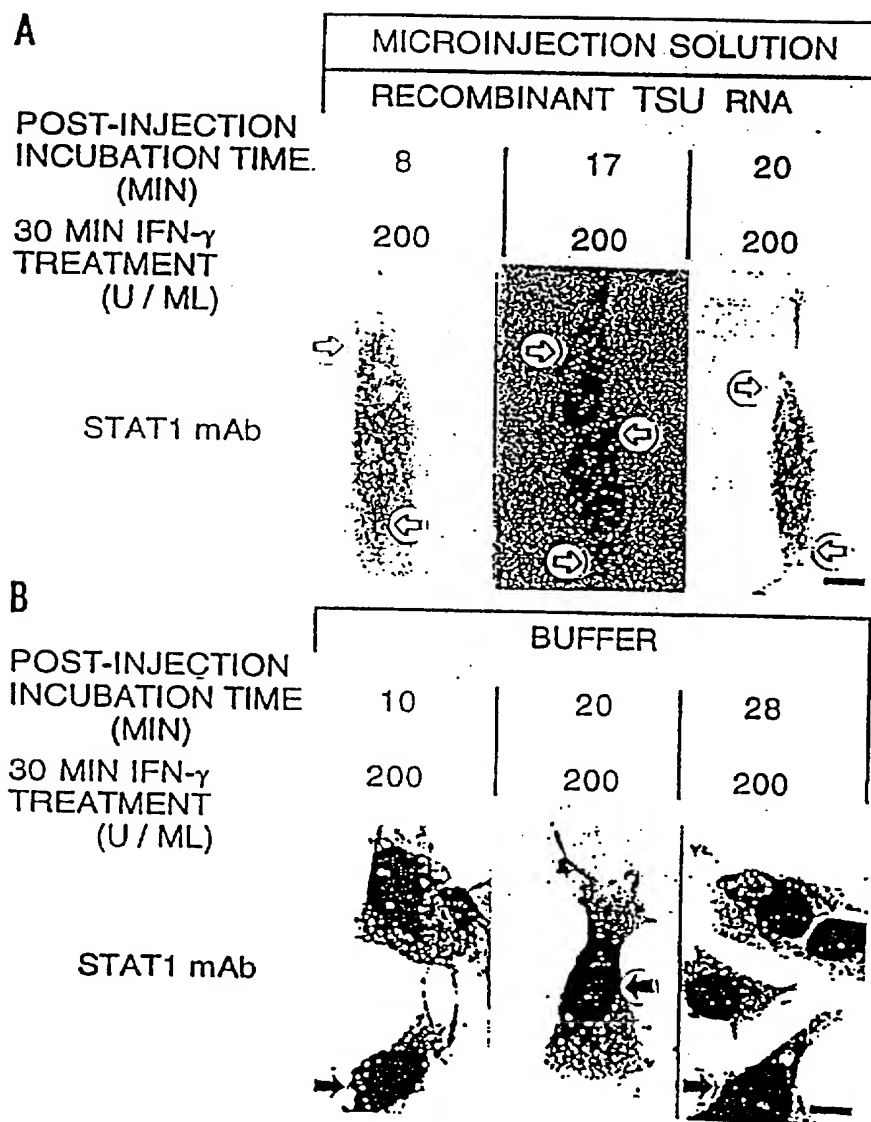 A
MICROINJECTION SOLUTION
RECOMBINANT TSU RNA
POST-INJECTION
INCUBATION TIME
(MIN)
8
17
20
30 MIN IFN-γ
TREATMENT
(U / ML)
200
200
200
STAT1 mAb
B
BUFFER
POST-INJECTION
INCUBATION TIME
(MIN)
10
20
28
30 MIN IFN-γ
TREATMENT
(U / ML)
200
200
200
STAT1 mAb